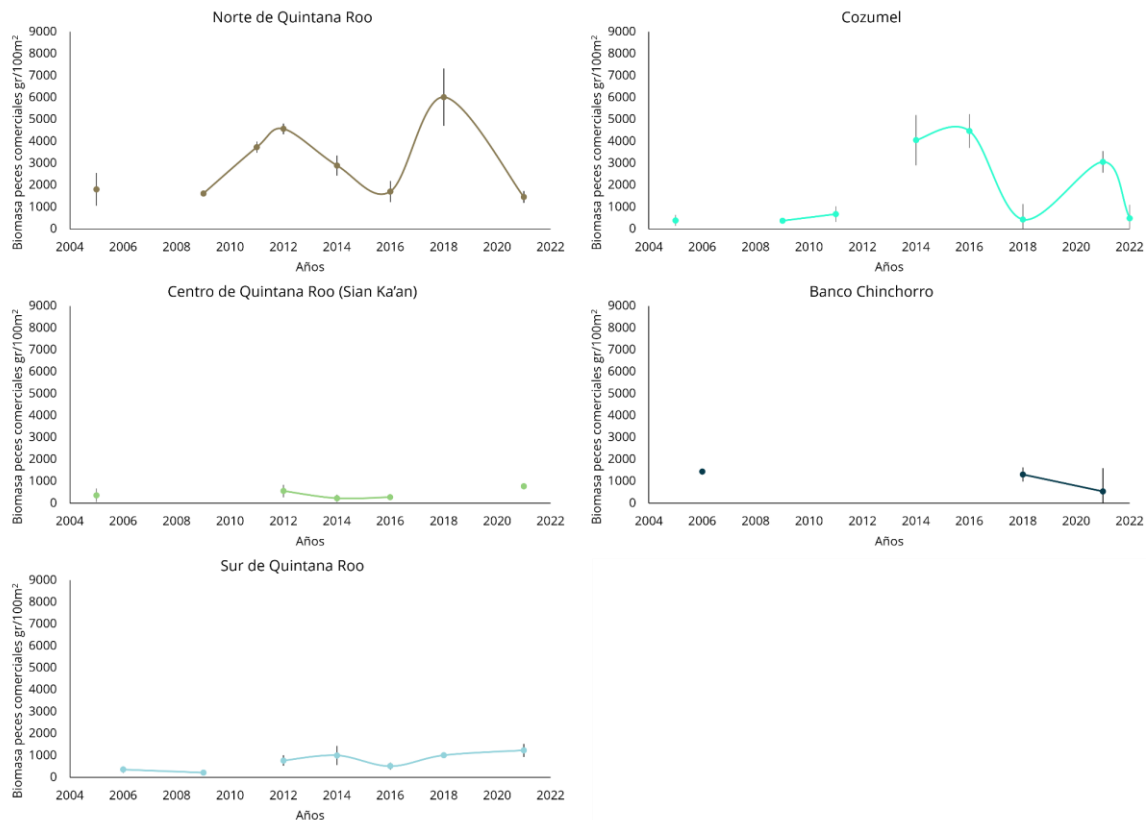 Norte de Quintana Roo
Biomasa peces comerciales gr/100m²
9000
8000
7000
6000
5000
4000
3000
2000
1000
0
2004 2006 2008 2010 2012 2014 2016 2018 2020 2022
Años
Cozumel
Biomasa peces comerciales gr/100m²
9000
8000
7000
6000
5000
4000
3000
2000
1000
0
2004 2006 2008 2010 2012 2014 2016 2018 2020 2022
Años
Centro de Quintana Roo (Sian Ka’an)
Biomasa peces comerciales gr/100m²
9000
8000
7000
6000
5000
4000
3000
2000
1000
0
2004 2006 2008 2010 2012 2014 2016 2018 2020 2022
Años
Banco Chinchorro
Biomasa peces comerciales gr/100m²
9000
8000
7000
6000
5000
4000
3000
2000
1000
0
2004 2006 2008 2010 2012 2014 2016 2018 2020 2022
Años
Sur de Quintana Roo
Biomasa peces comerciales gr/100m²
9000
8000
7000
6000
5000
4000
3000
2000
1000
0
2004 2006 2008 2010 2012 2014 2016 2018 2020 2022
Años